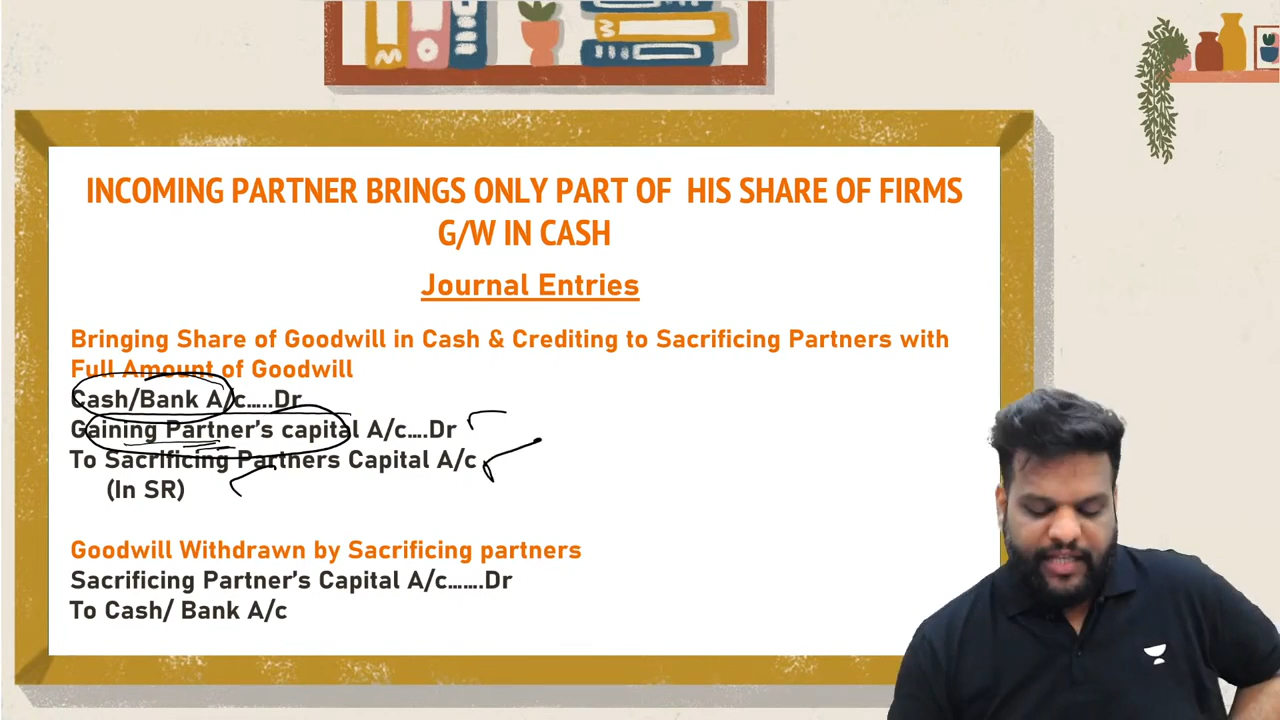 INCOMING PARTNER BRINGS ONLY PART OF HIS SHARE OF FIRMS
G/W IN CASH
Journal Entries
Bringing Share of Goodwill in Cash & Crediting to Sacrificing Partners with
Full Amount of Goodwill
Cash/Bank A/c.....Dr
Gaining Partner's capital A/c....Dr
To Sacrificing Partners Capital A/c
(In SR)
Goodwill Withdrawn by Sacrificing partners
Sacrificing Partner's Capital A/c.......Dr
To Cash/ Bank A/c